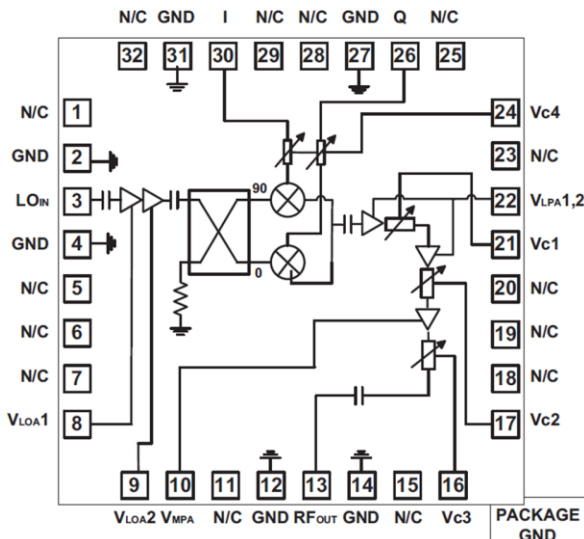 N/C GND I N/C N/C GND Q N/C
32 31 30 29 28 27 26 25
N/C 1
24 Vc4
GND 2
23 N/C
LOIN 3
90
22 VLPA1,2
GND 4
21 Vc1
0
N/C 5
20 N/C
N/C 6
19 N/C
N/C 7
18 N/C
VLOA1 8
17 Vc2
9 10 11 12 13 14 15 16
VLOA2 VMPA N/C GND RFOUT GND N/C Vc3
PACKAGE
GND